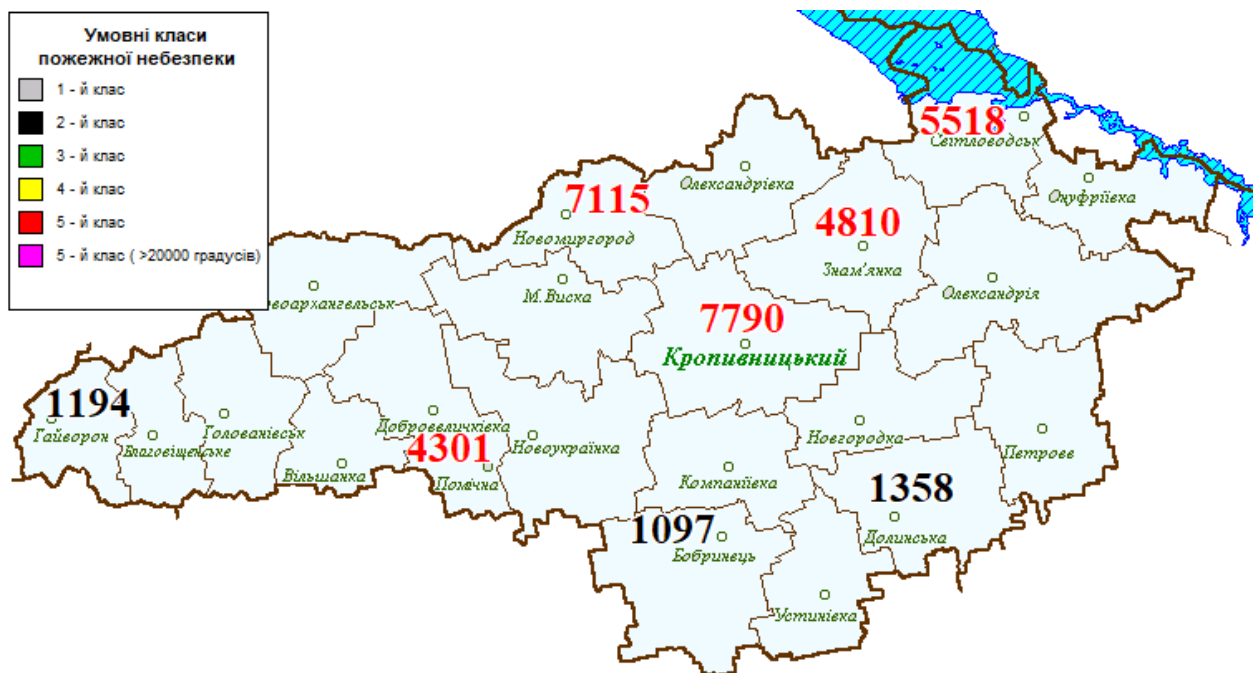 Умовні класи
пожежної небезпеки
1 - й клас
2 - й клас
3 - й клас
4 - й клас
5 - й клас
5 - й клас ( >20000 градусів)
5518
Світловодськ
Олександрівка
Онуфріївка
7115
Новомиргород
4810
Знам'янка
М.Виска
Олександрія
воархангельськ
7790
Кропивницький
1194
Гайворон
Благовіщенське
Голованівськ
Добровеличківка
4301
Помічна
Вільшанка
Новоукраїнка
Новгородка
Петрове
Компаніївка
1358
Долинська
1097
Бобринець
Устинівка